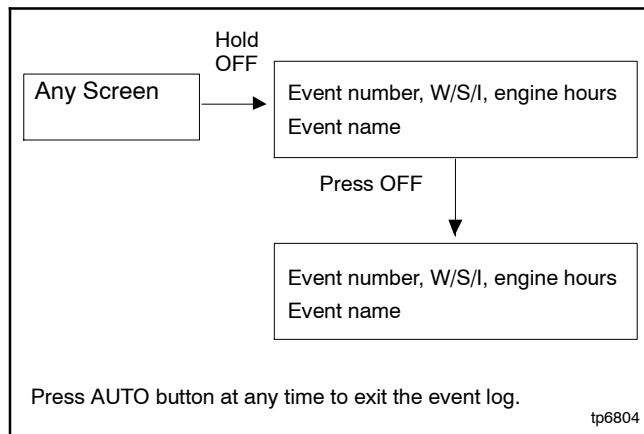 Hold
OFF
Any Screen
Event number, W/S/I, engine hours
Event name
Press OFF
Event number, W/S/I, engine hours
Event name
Press AUTO button at any time to exit the event log.
tp6804